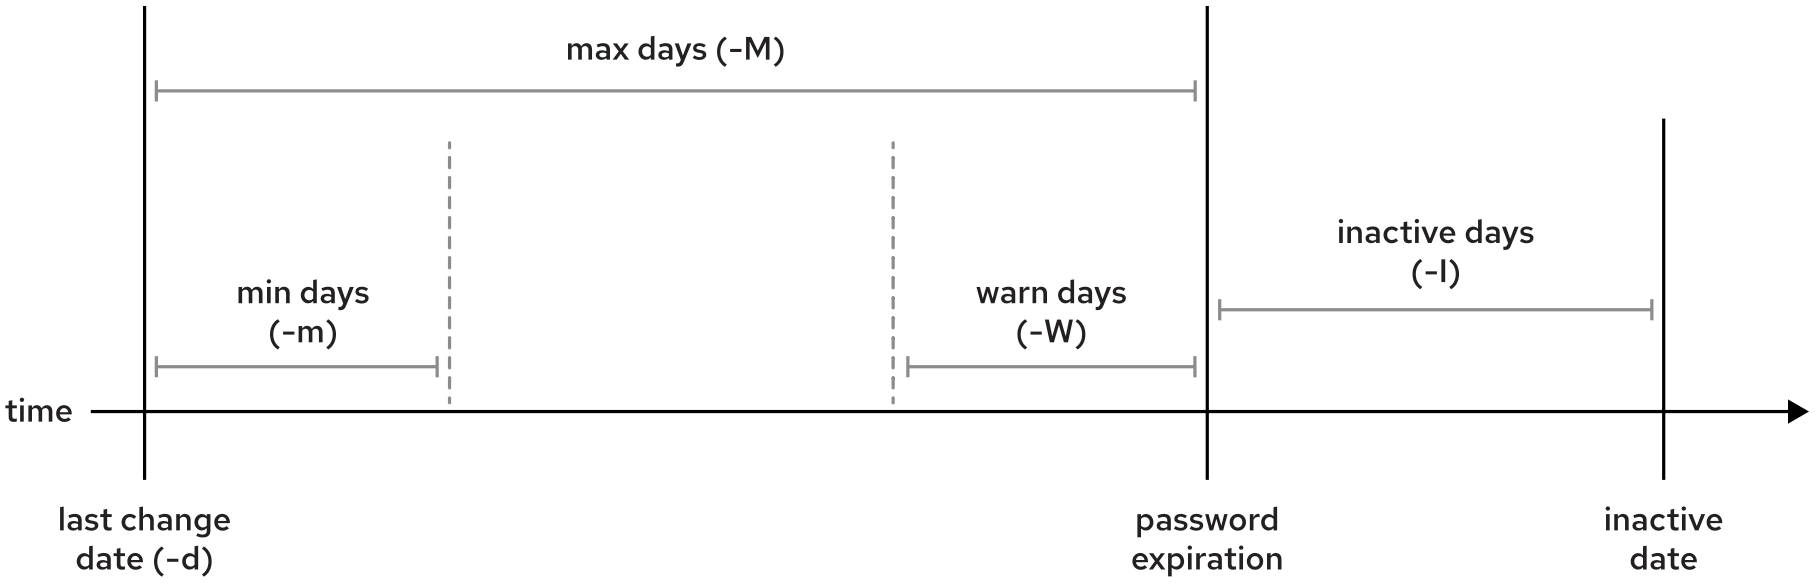 max days (-M)
min days
(-m)
warn days
(-W)
inactive days
(-I)
time
last change
date (-d)
password
expiration
inactive
date